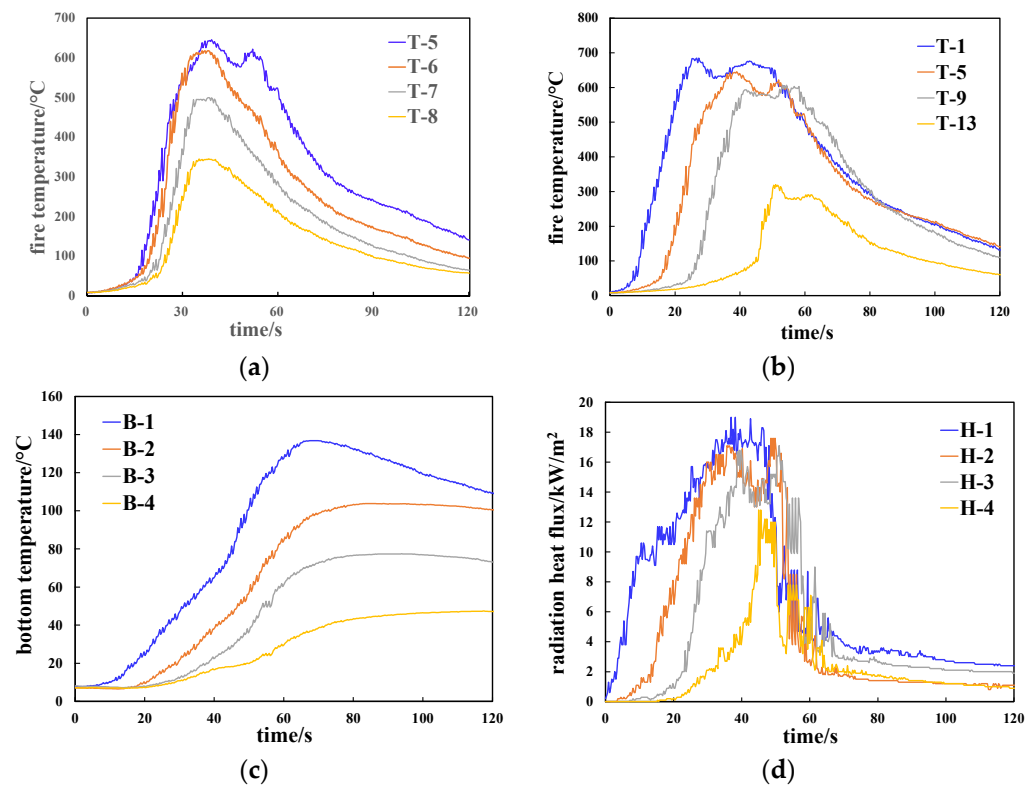 700
600
500
400
300
200
100
0
fire temperature/°C
T-5
T-6
T-7
T-8
0 30 60 90 120
time/s
(a)
800
700
600
500
400
300
200
100
0
fire temperature/°C
T-1
T-5
T-9
T-13
0 20 40 60 80 100 120
time/s
(b)
160
140
120
100
80
60
40
20
0
bottom temperature/°C
B-1
B-2
B-3
B-4
0 20 40 60 80 100 120
time/s
(c)
20
18
16
14
12
10
8
6
4
2
0
radiation heat flux/kW/m²
H-1
H-2
H-3
H-4
0 20 40 60 80 100 120
time/s
(d)